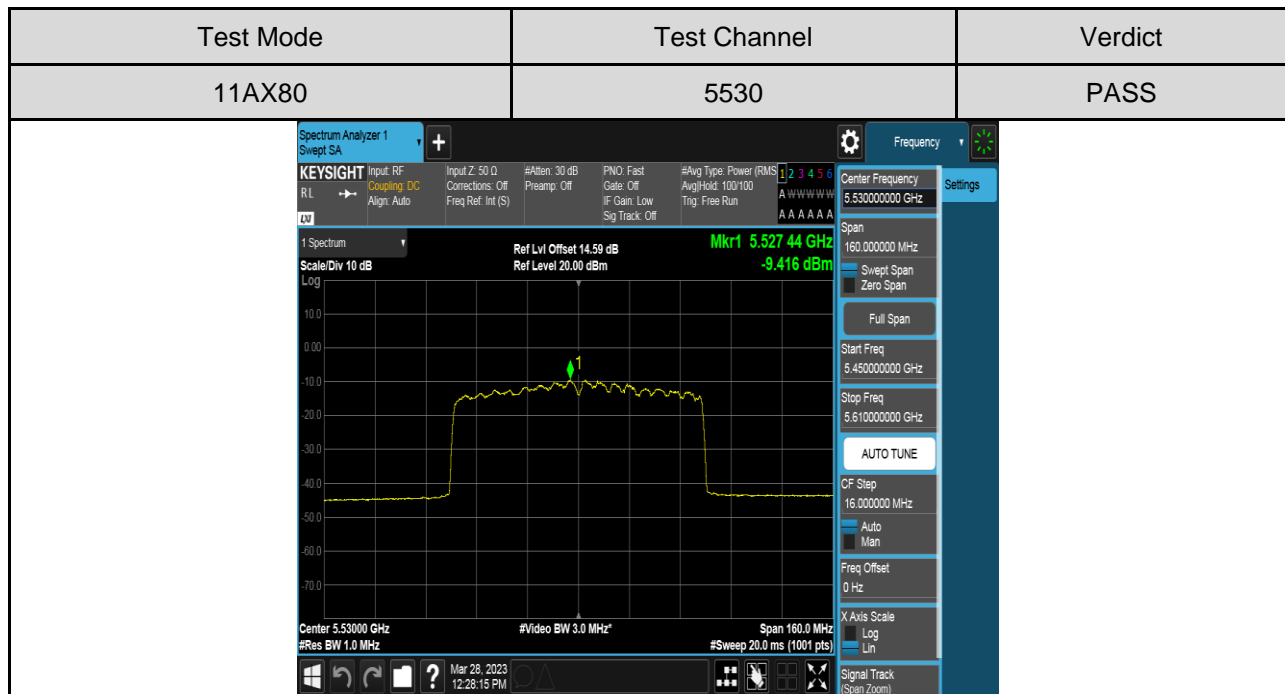 Test Mode Test Channel Verdict
11AX80 5530 PASS
Spectrum Analyzer 1
Swept SA
+
Frequency
KEYSIGHT
RL
LXI
Input: RF
Coupling: DC
Align: Auto
Input Z: 50 Ω
Corrections: Off
Freq Ref: Int (S)
#Atten: 30 dB
Preamp: Off
PNO: Fast
Gate: Off
IF Gain: Low
Sig Track: Off
#Avg Type: Power (RMS
Avg|Hold: 100/100
Trig: Free Run
1 2 3 4 5 6
A W W W W W
A A A A A A
1 Spectrum
Scale/Div 10 dB
Log
Ref Lvl Offset 14.59 dB
Ref Level 20.00 dBm
Mkr1 5.527 44 GHz
-9.416 dBm
10.0
0.00
1
-10.0
-20.0
-30.0
-40.0
-50.0
-60.0
-70.0
Center 5.53000 GHz
#Res BW 1.0 MHz
#Video BW 3.0 MHz*
Span 160.0 MHz
#Sweep 20.0 ms (1001 pts)
?
Mar 28, 2023
12:28:15 PM
Center Frequency
5.530000000 GHz
Settings
Span
160.000000 MHz
Swept Span
Zero Span
Full Span
Start Freq
5.450000000 GHz
Stop Freq
5.610000000 GHz
AUTO TUNE
CF Step
16.000000 MHz
Auto
Man
Freq Offset
0 Hz
X Axis Scale
Log
Lin
Signal Track
(Span Zoom)